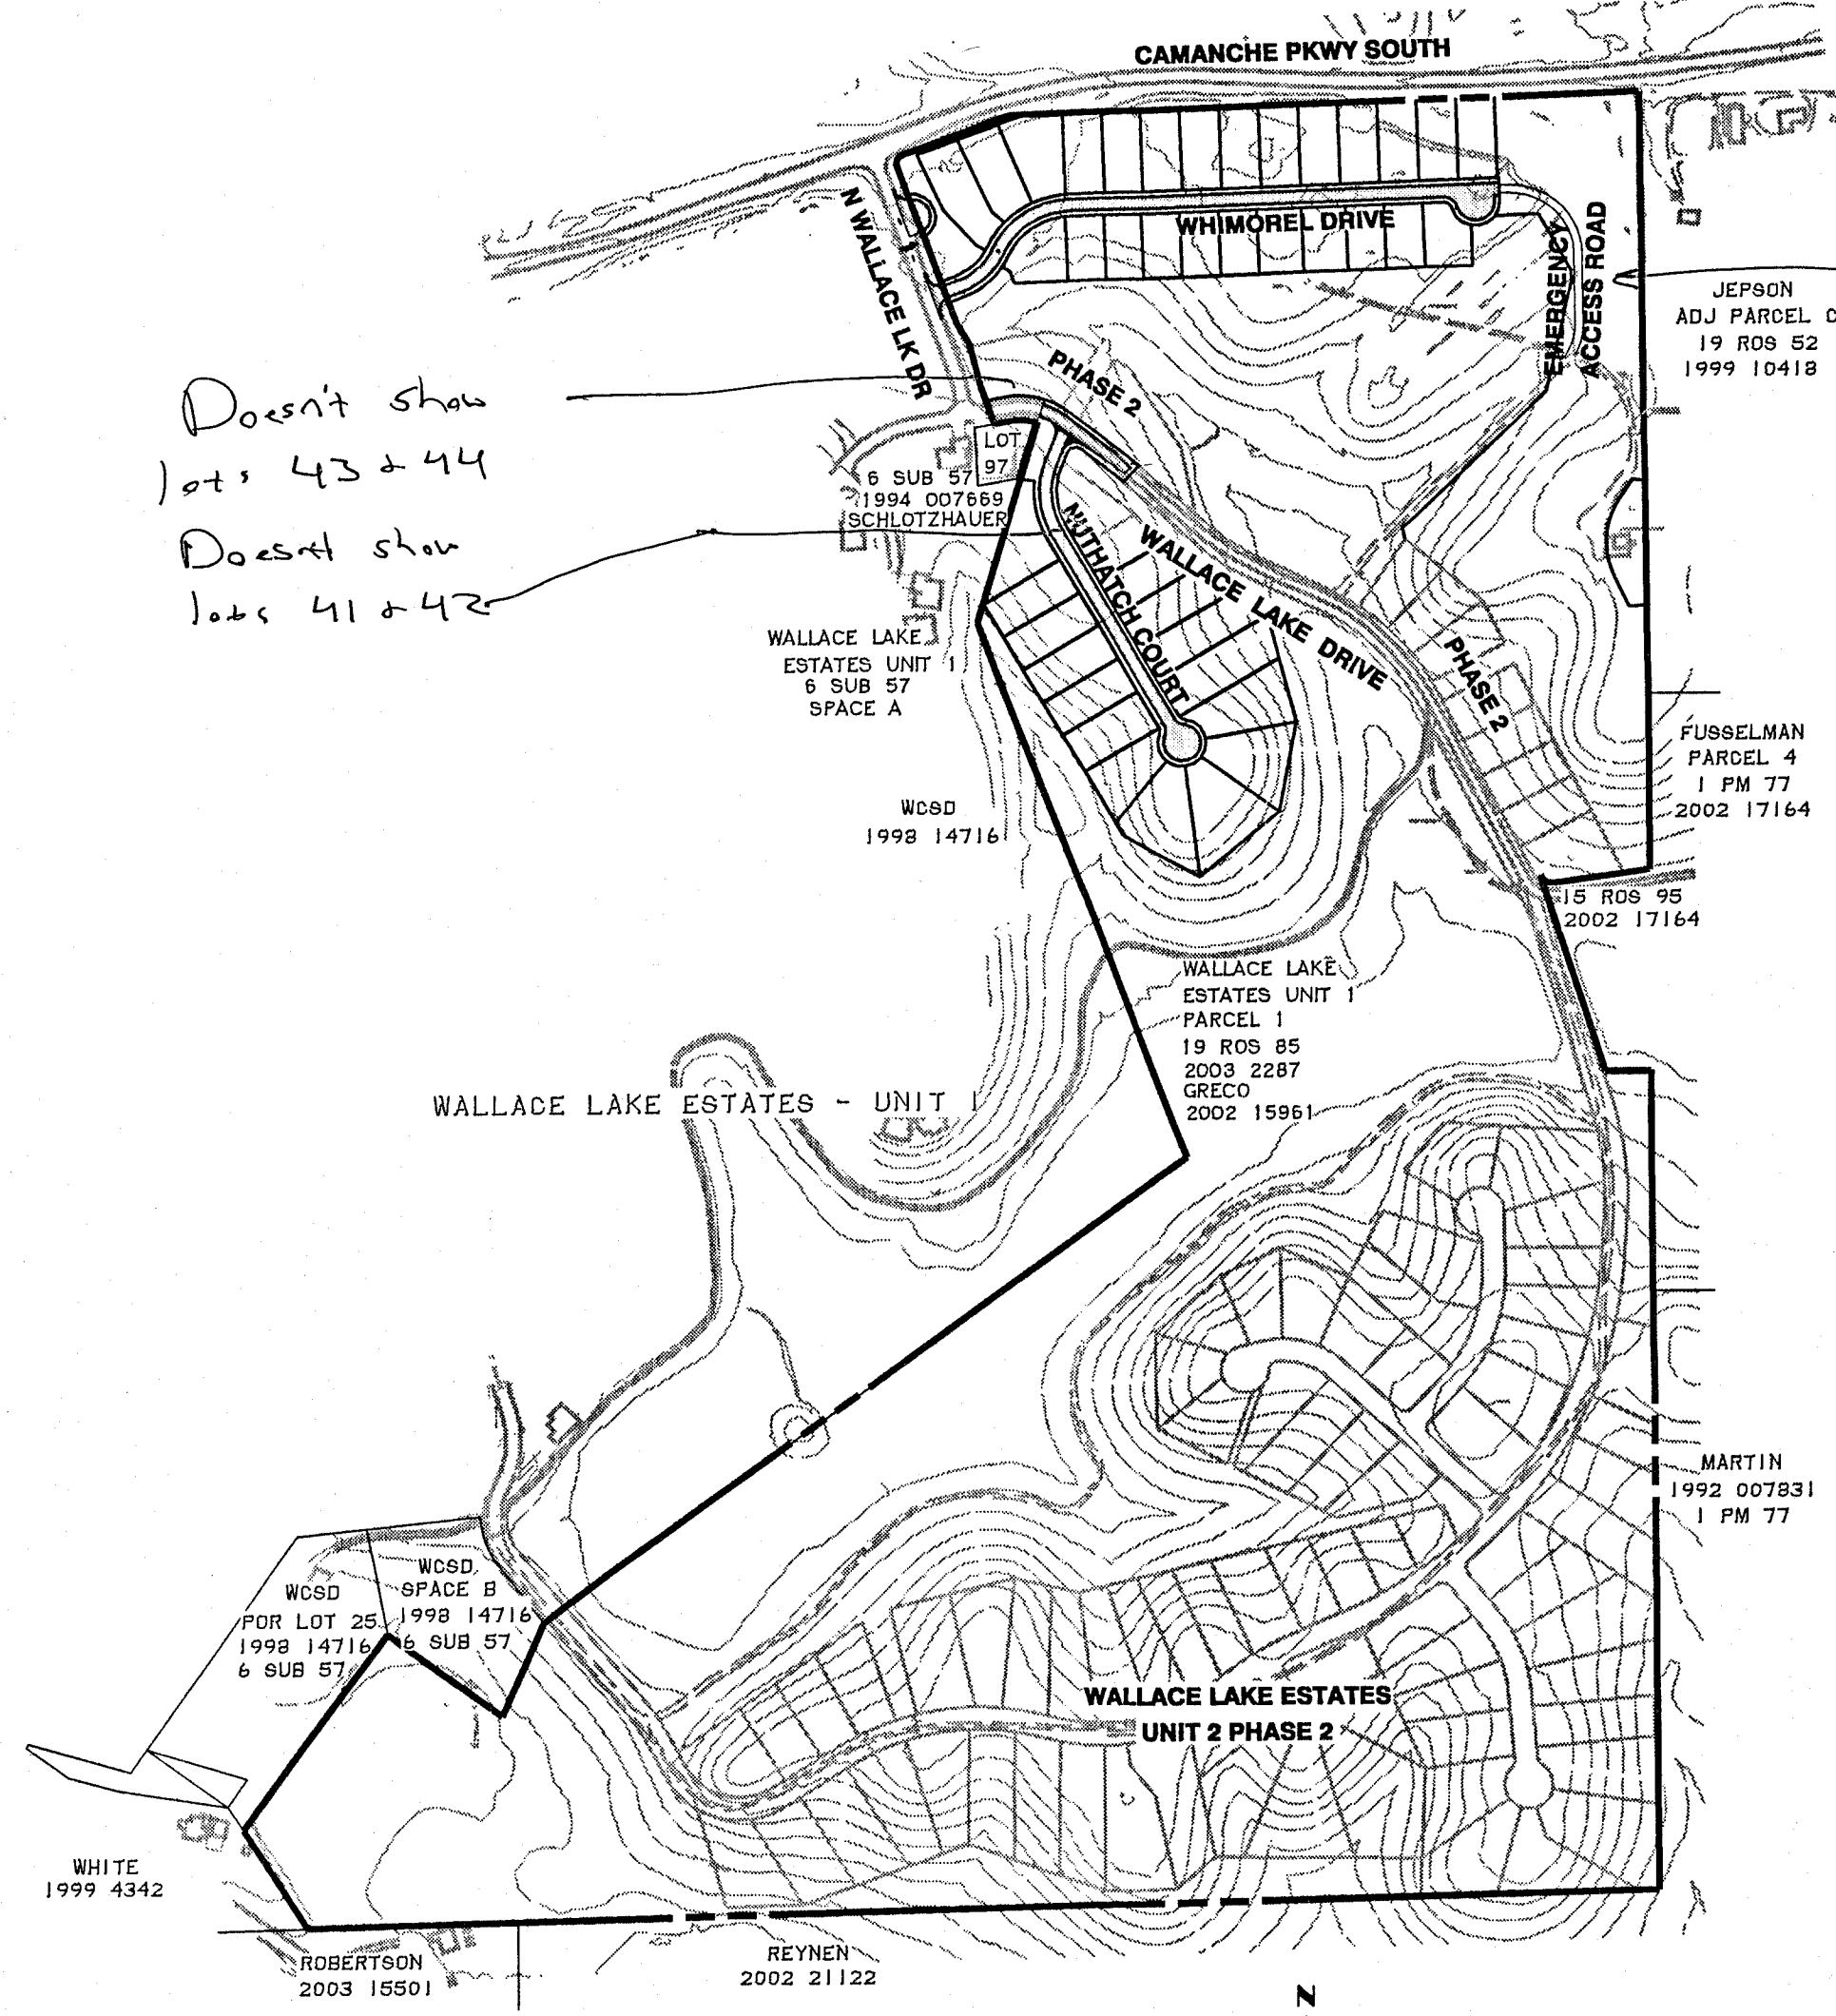 CAMANCHE PKWY SOUTH
N WALLACE LK DR
WHIMOREL DRIVE
EMERGENCY
ACCESS ROAD
JEPSON
ADJ PARCEL C
19 ROS 52
1999 10418
PHASE 2
Doesn't show
lots 43 & 44
Doesn't show
lots 41 & 42
LOT
97
6 SUB 57
1994 007669
SCHLOTZHAUER
NUTHATCH COURT
WALLACE LAKE DRIVE
PHASE 2
WALLACE LAKE
ESTATES UNIT 1
6 SUB 57
SPACE A
FUSSELMAN
PARCEL 4
1 PM 77
2002 17164
WCSD
1998 14716
15 ROS 95
2002 17164
WALLACE LAKE
ESTATES UNIT 1
PARCEL 1
19 ROS 85
2003 2287
GRECO
2002 15961
WALLACE LAKE ESTATES - UNIT 1
MARTIN
1992 007831
1 PM 77
WCSD
POR LOT 25
1998 14716
6 SUB 57
WCSD
SPACE B
1998 14716
6 SUB 57
WALLACE LAKE ESTATES
UNIT 2 PHASE 2
WHITE
1999 4342
ROBERTSON
2003 15501
REYNEN
2002 21122
N